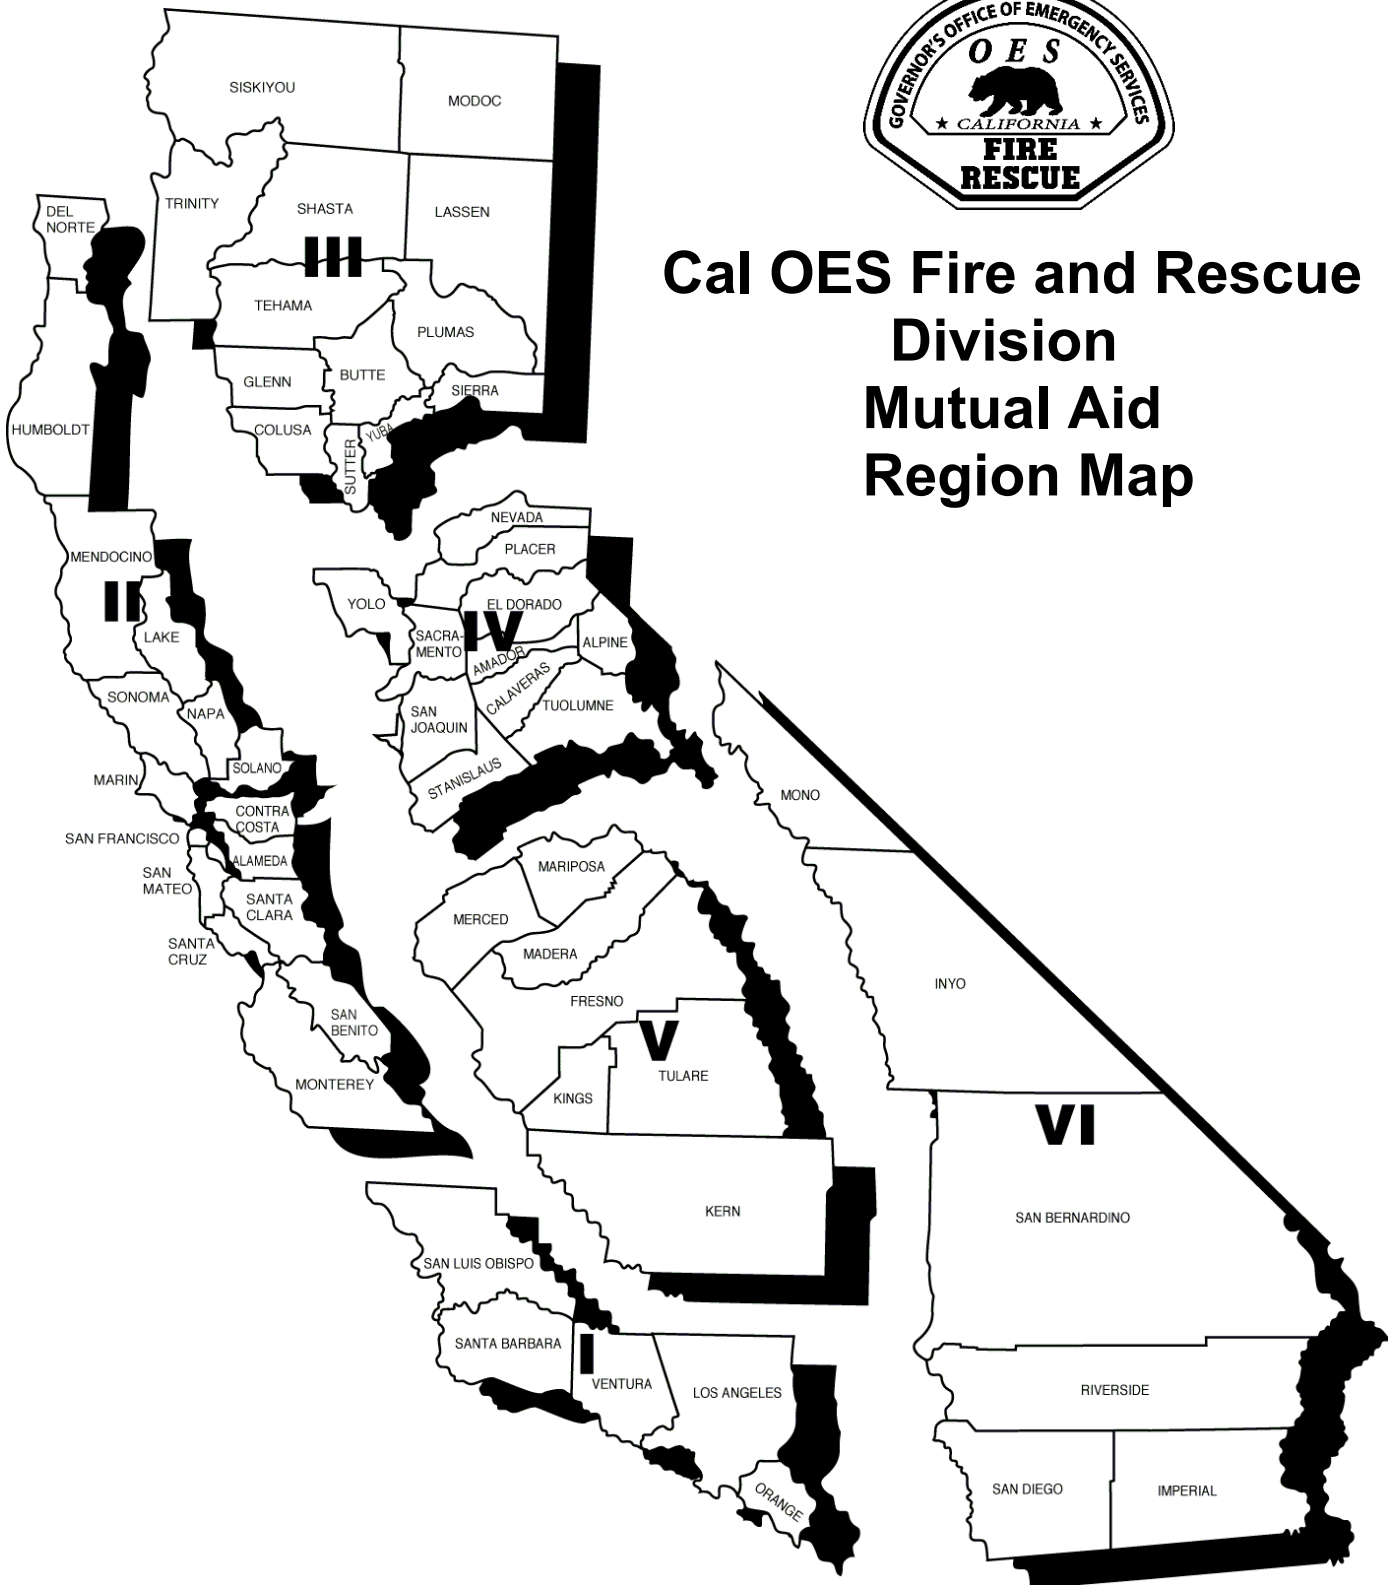 GOVERNOR'S OFFICE OF EMERGENCY SERVICES
OES
★ CALIFORNIA ★
FIRE
RESCUE
Cal OES Fire and Rescue
Division
Mutual Aid
Region Map
SISKIYOU
MODOC
TRINITY
SHASTA
LASSEN
III
TEHAMA
PLUMAS
GLENN
BUTTE
SIERRA
COLUSA
SUTTER
YUBA
DEL
NORTE
HUMBOLDT
MENDOCINO
II
LAKE
SONOMA
NAPA
MARIN
SOLANO
CONTRA
COSTA
SAN FRANCISCO
ALAMEDA
SAN
MATEO
SANTA
CLARA
SANTA
CRUZ
SAN
BENITO
MONTEREY
NEVADA
PLACER
YOLO
EL DORADO
IV
SACRA-
MENTO
ALPINE
AMADOR
CALAVERAS
TUOLUMNE
SAN
JOAQUIN
STANISLAUS
MARIPOSA
MERCED
MADERA
FRESNO
V
TULARE
KINGS
KERN
SAN LUIS OBISPO
SANTA BARBARA
I
VENTURA
LOS ANGELES
ORANGE
MONO
INYO
VI
SAN BERNARDINO
RIVERSIDE
SAN DIEGO
IMPERIAL